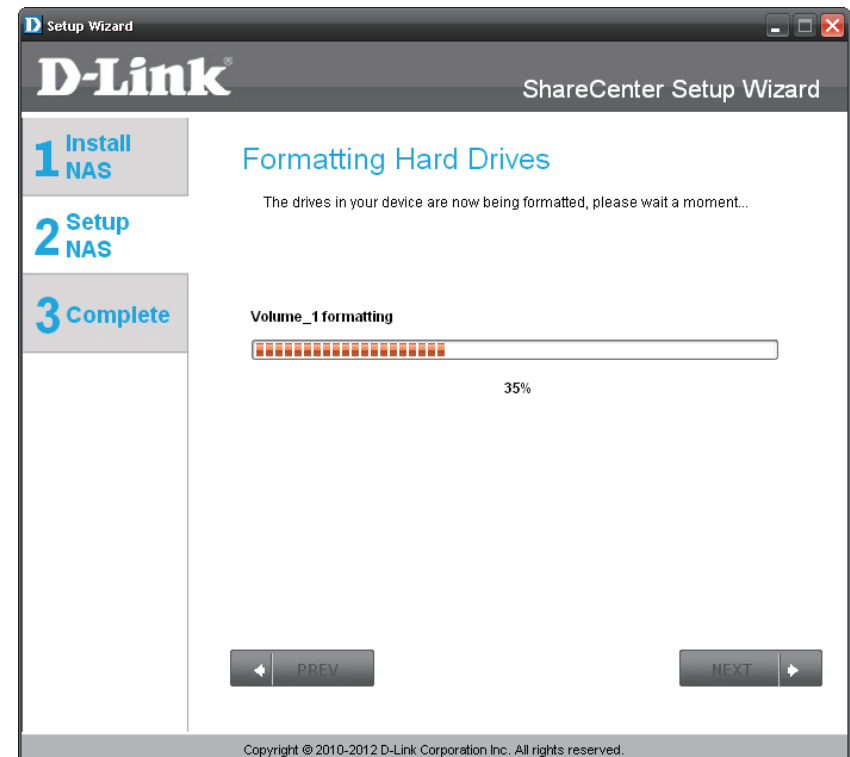 Setup Wizard
D-Link®
ShareCenter Setup Wizard
1 Install
NAS
2 Setup
NAS
3 Complete
Formatting Hard Drives
The drives in your device are now being formatted, please wait a moment...
Volume_1 formatting
35%
PREV
NEXT
Copyright © 2010-2012 D-Link Corporation Inc. All rights reserved.